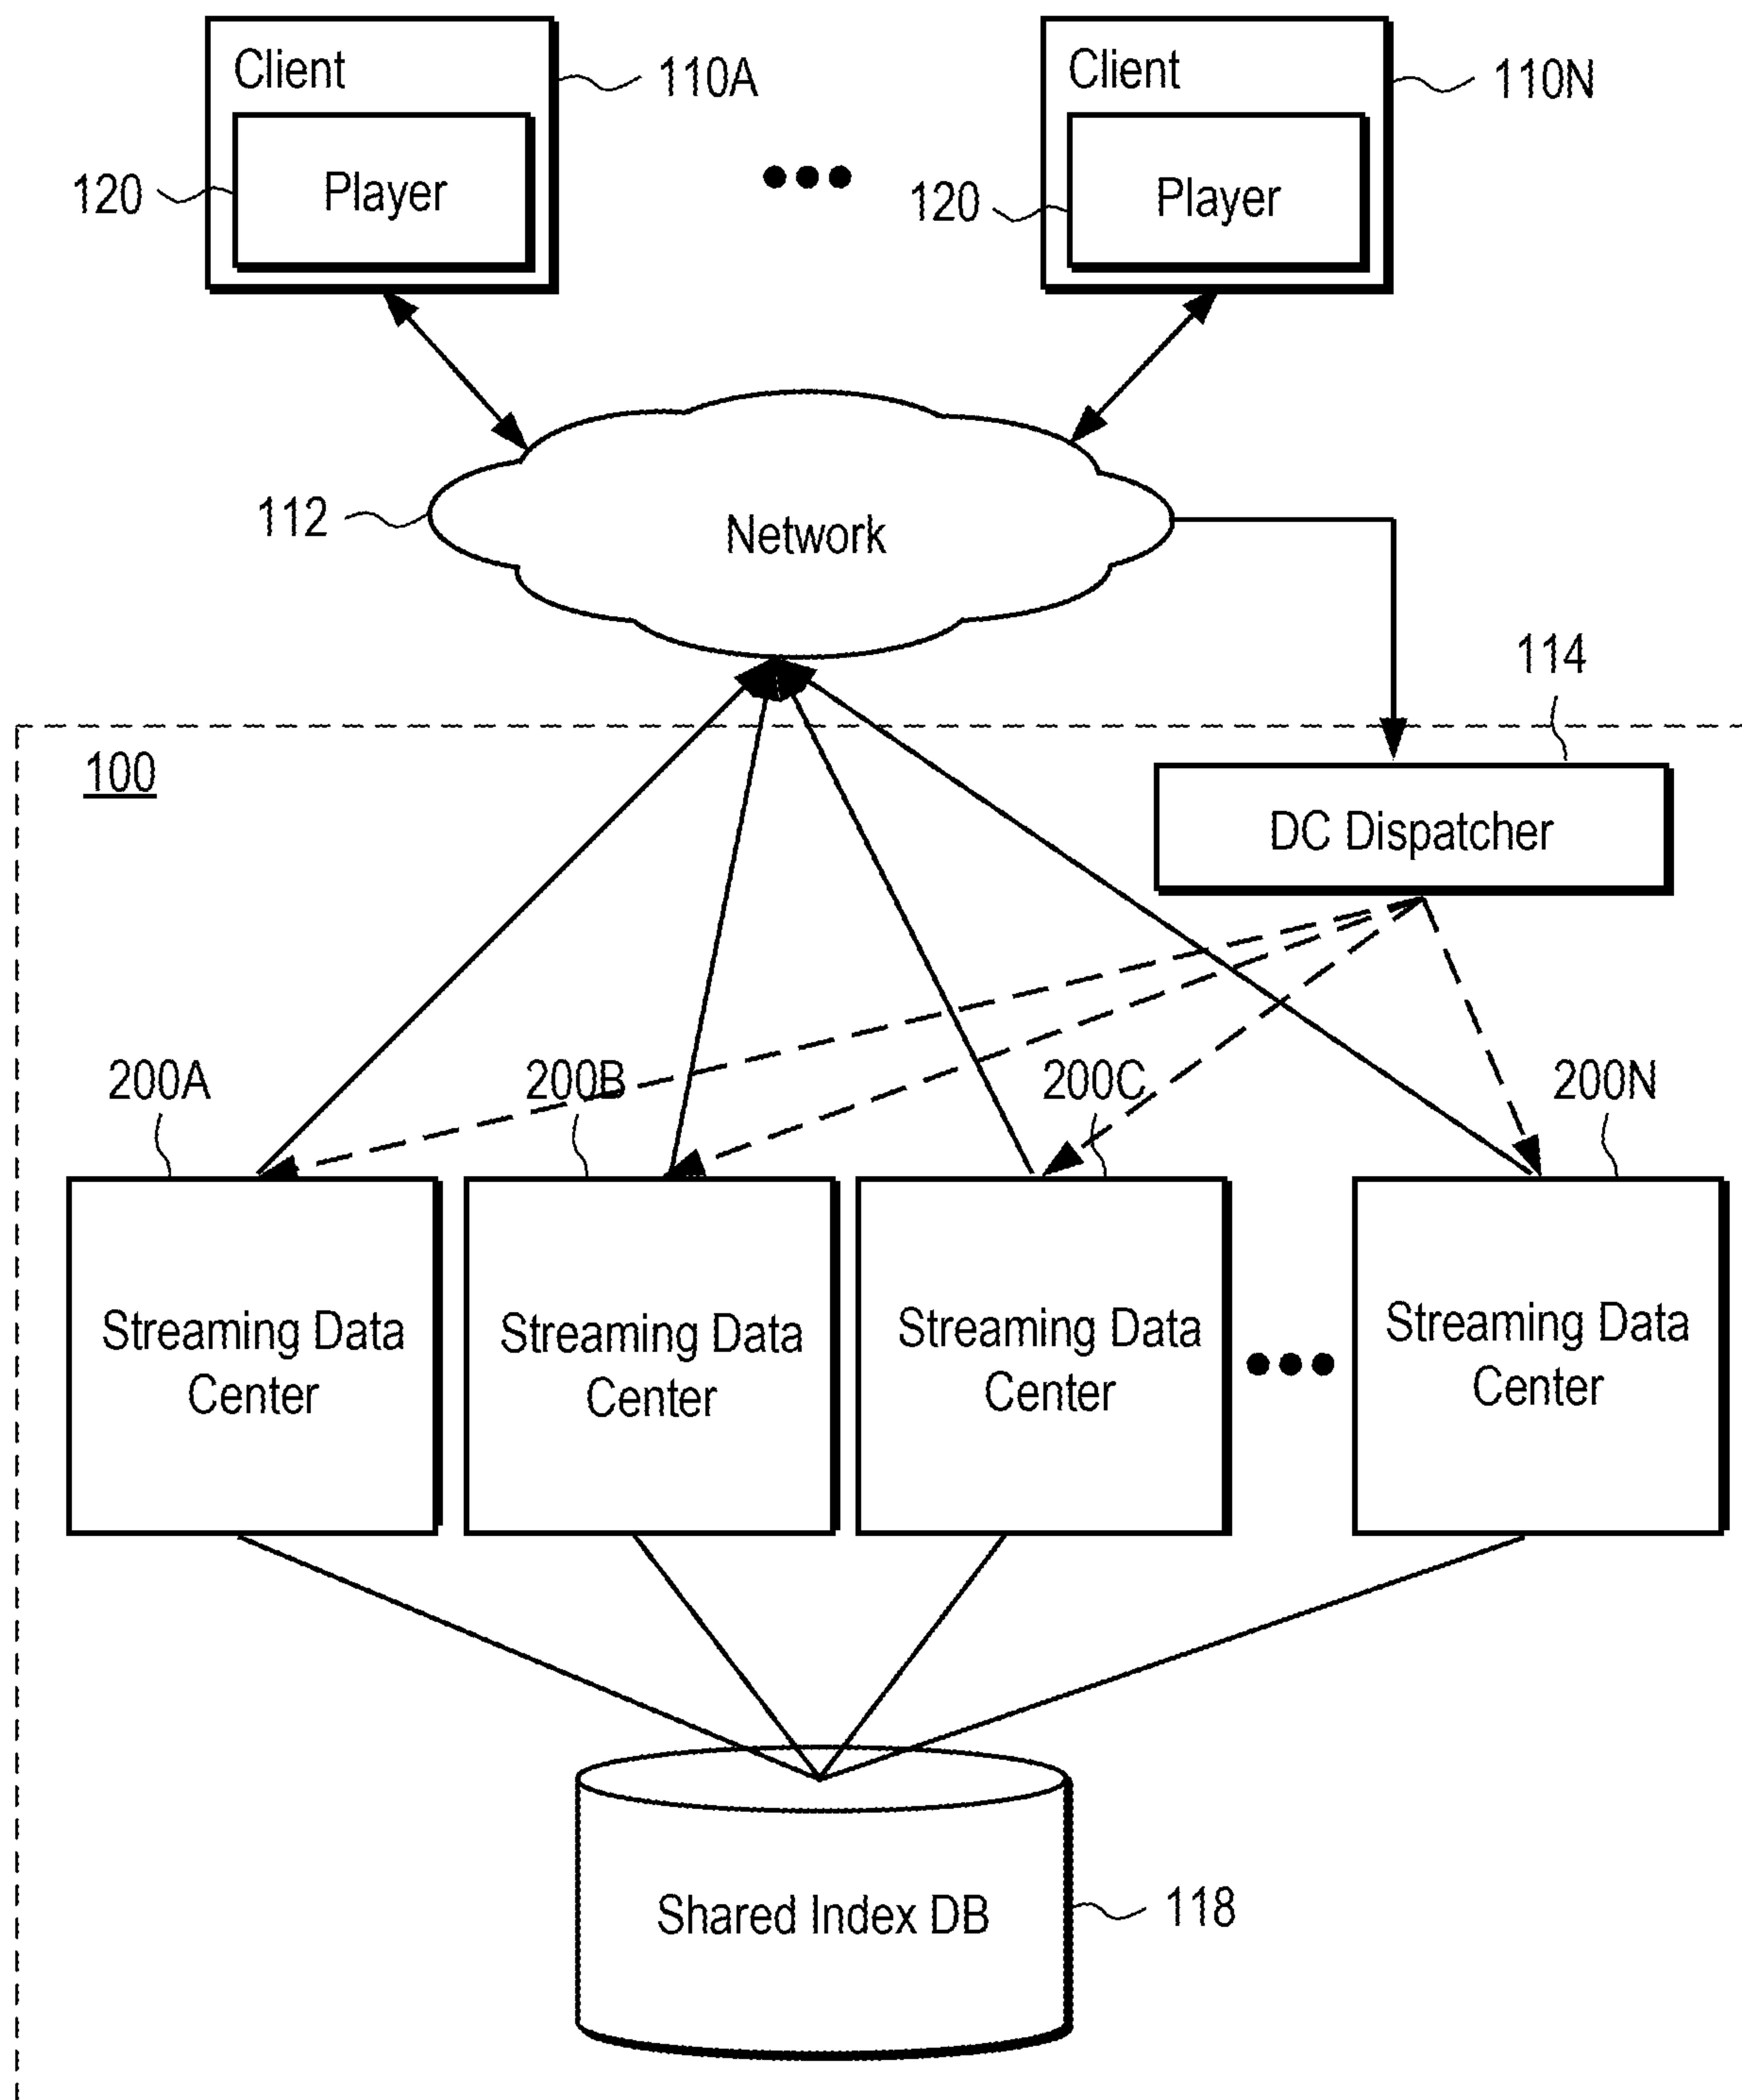 Client
110A
Client
110N
120
Player
120
Player
112
Network
114
100
DC Dispatcher
200A
200B
200C
200N
Streaming Data
Center
Streaming Data
Center
Streaming Data
Center
Streaming Data
Center
Shared Index DB
118